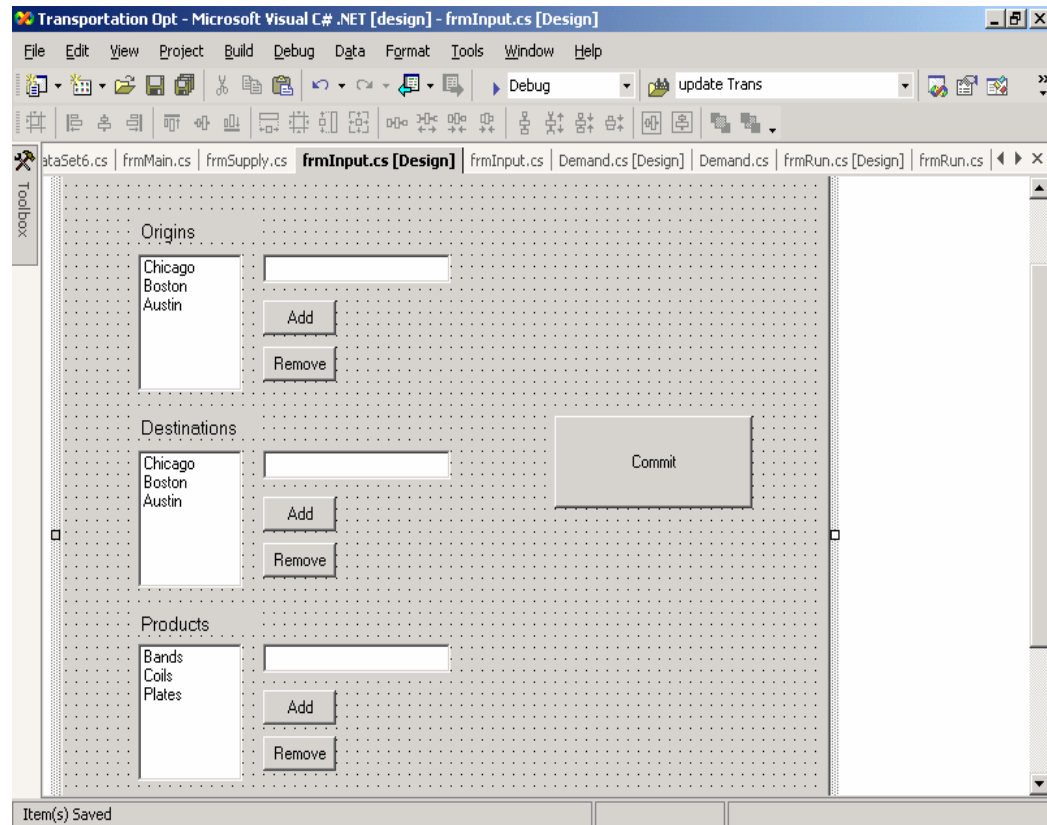 Transportation Opt - Microsoft Visual C# .NET [design] - frmInput.cs [Design]
File Edit View Project Build Debug Data Format Tools Window Help
Debug update Trans
ataSet6.cs frmMain.cs frmSupply.cs frmInput.cs [Design] frmInput.cs Demand.cs [Design] Demand.cs frmRun.cs [Design] frmRun.cs
Toolbox
Origins
Chicago
Boston
Austin
Add
Remove
Destinations
Chicago
Boston
Austin
Add
Remove
Commit
Products
Bands
Coils
Plates
Add
Remove
Item(s) Saved